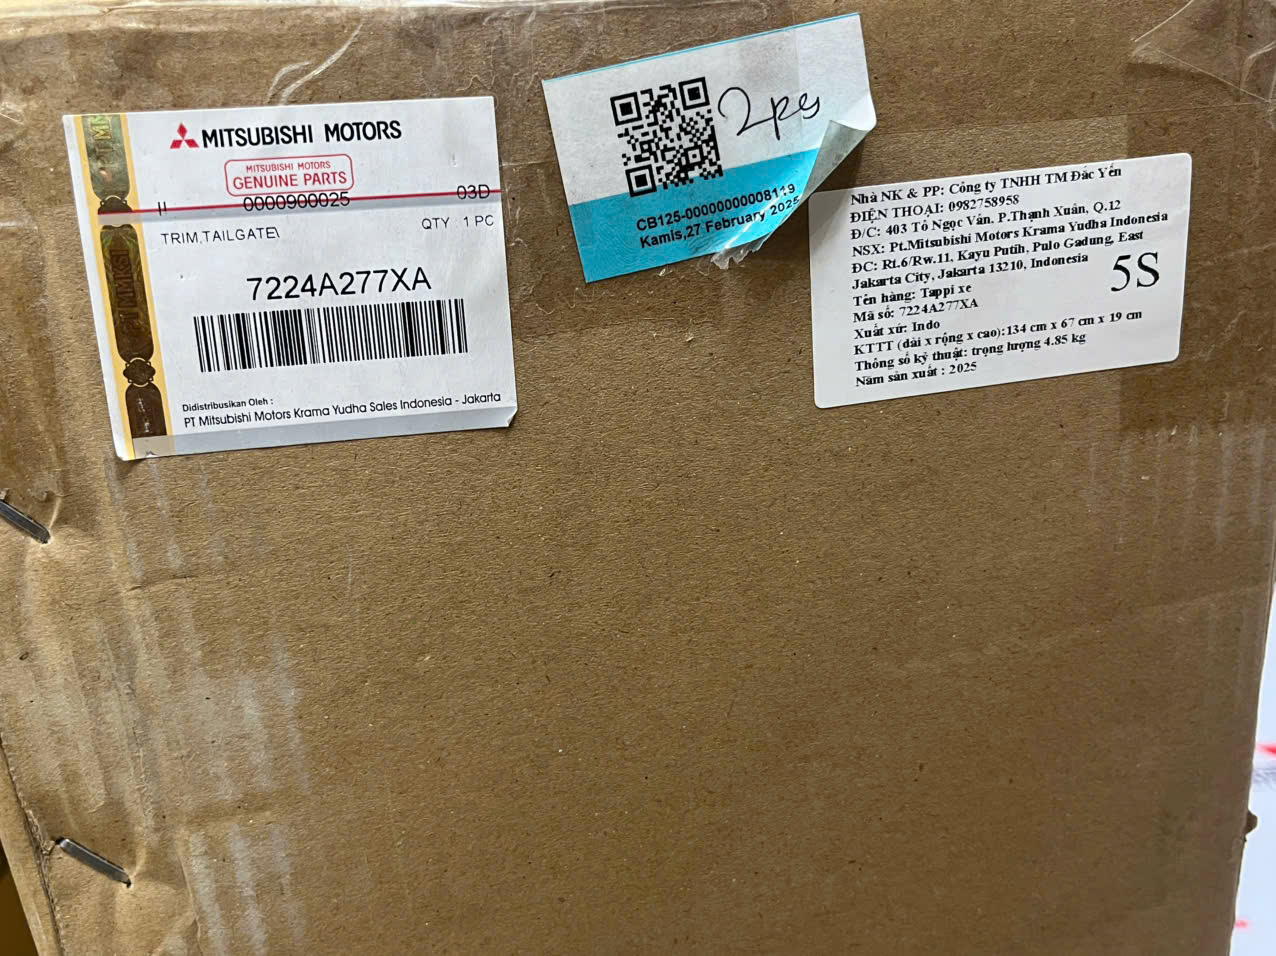 MITSUBISHI MOTORS
MITSUBISHI MOTORS
GENUINE PARTS
0000900025 03D
TRIM,TAILGATE\ QTY 1 PC
7224A277XA
Didistribusikan Oleh :
PT Mitsubishi Motors Krama Yudha Sales Indonesia - Jakarta
2pcs
CB125-00000000008119
Kamis,27 February 2025
Nhà NK & PP: Công ty TNHH TM Đắc Yến
ĐIỆN THOẠI: 0982758958
Đ/C: 403 Tô Ngọc Vân. P.Thạnh Xuân, Q.12
NSX: Pt.Mitsubishi Motors Krama Yudha Indonesia
ĐC: Rt.6/Rw.11, Kayu Putih, Pulo Gadung, East
Jakarta City, Jakarta 13210, Indonesia
Tên hàng: Tappi xe
Mã số: 7224A277XA
Xuất xứ: Indo
KTTT (dài x rộng x cao):134 cm x 67 cm x 19 cm
Thông số kỹ thuật: trọng lượng 4.85 kg
Năm sản xuất : 2025
5S